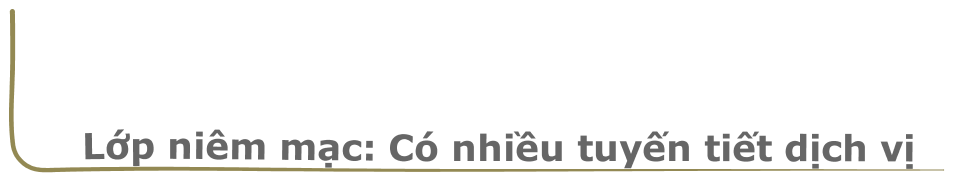 Lớp niêm mạc: Có nhiều tuyến tiết dịch vị